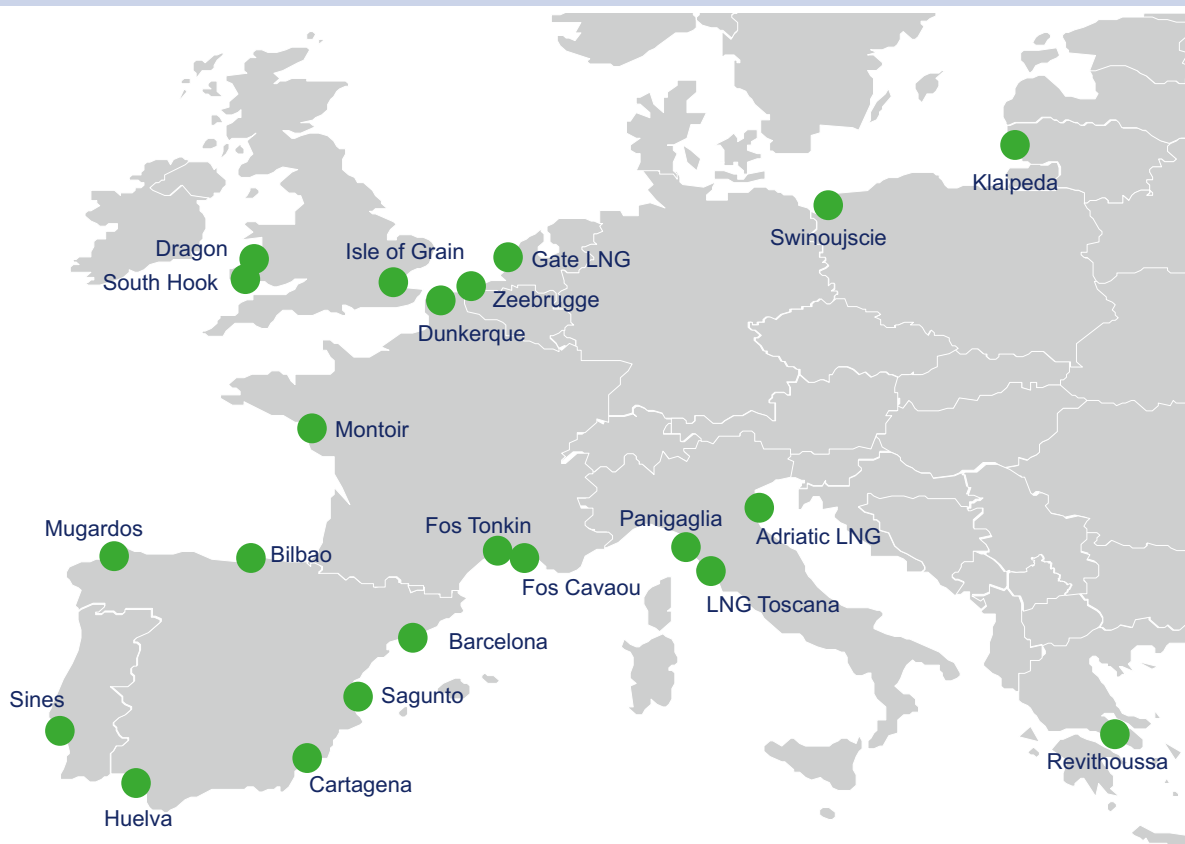 Klaipeda
Swinoujscie
Dragon
Isle of Grain
Gate LNG
South Hook
Zeebrugge
Dunkerque
Montoir
Mugardos
Fos Tonkin
Panigaglia
Bilbao
Adriatic LNG
Fos Cavaou
LNG Toscana
Barcelona
Sines
Sagunto
Revithoussa
Cartagena
Huelva